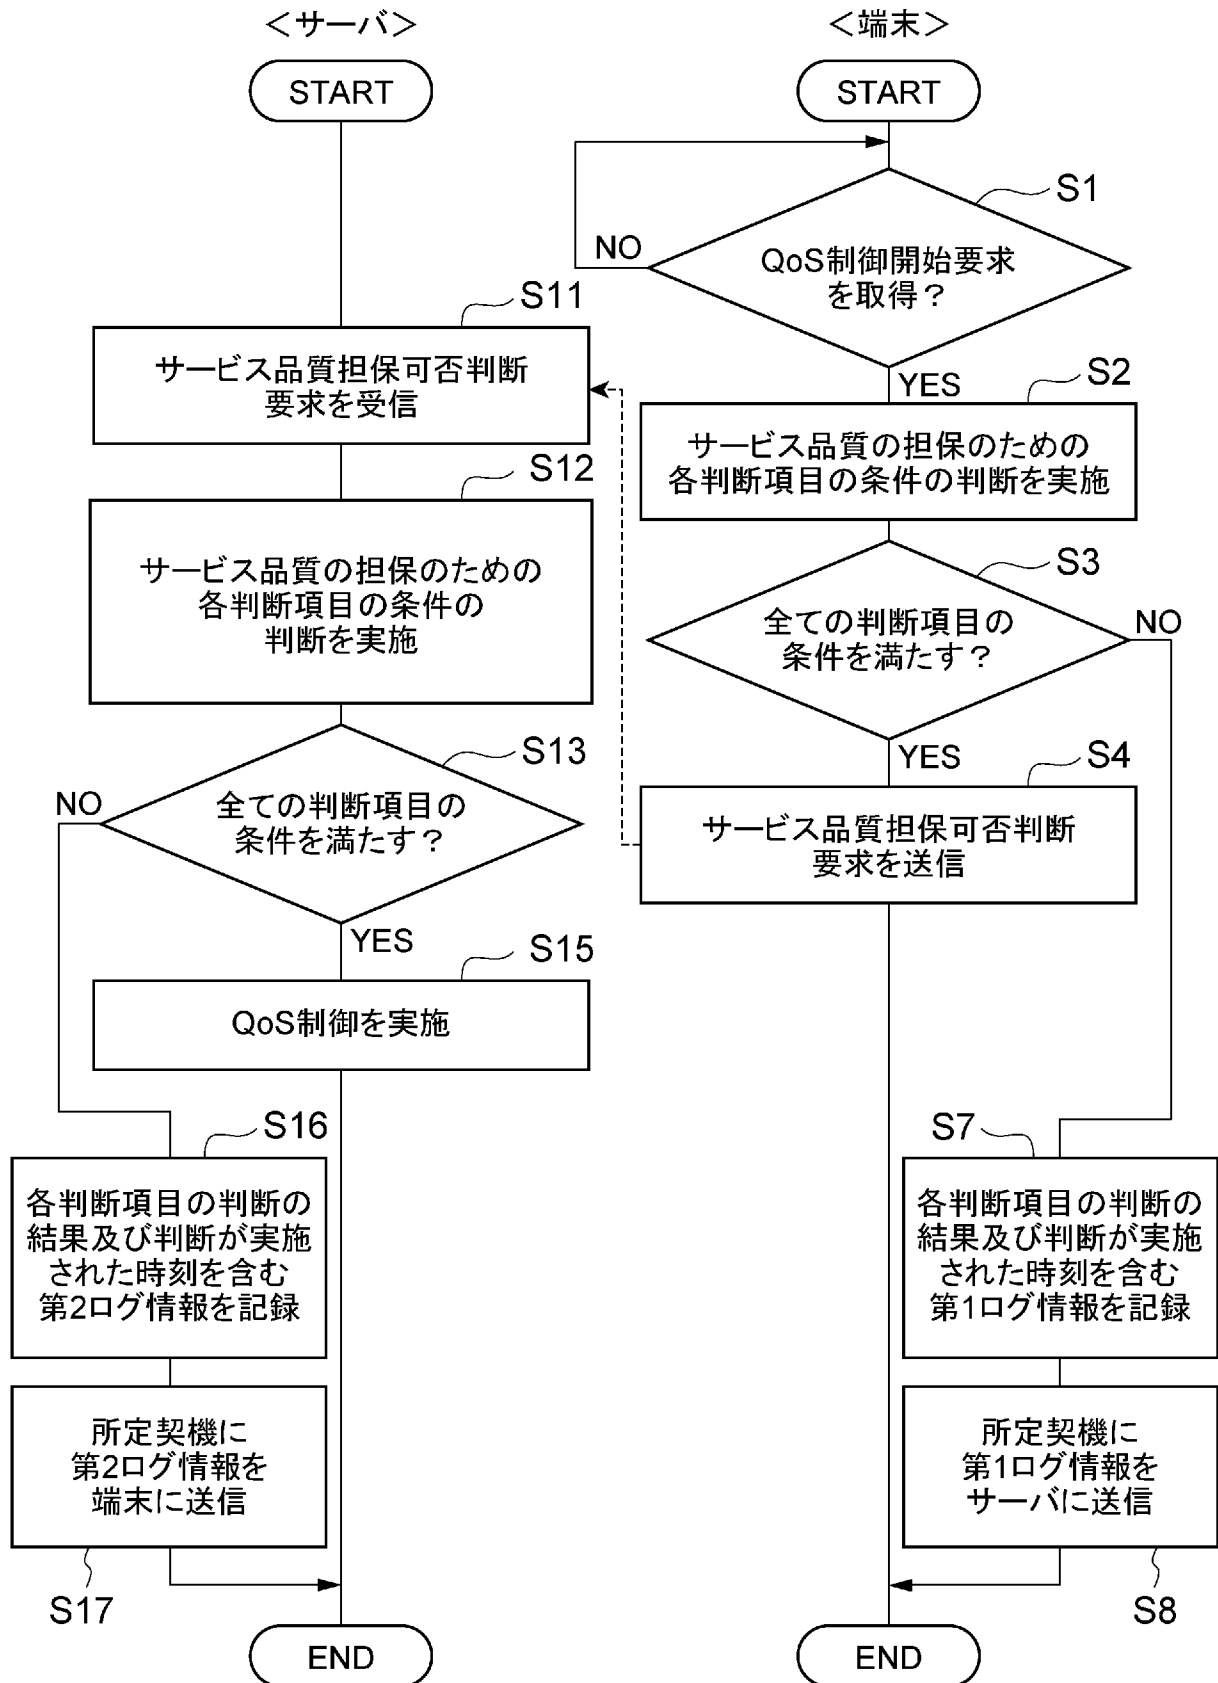 ＜サーバ＞
START
S11
サービス品質担保可否判断
要求を受信
S12
サービス品質の担保のための
各判断項目の条件の
判断を実施
S13
NO
全ての判断項目の
条件を満たす？
YES
S15
QoS制御を実施
S16
各判断項目の判断の
結果及び判断が実施
された時刻を含む
第2ログ情報を記録
所定契機に
第2ログ情報を
端末に送信
S17
END
＜端末＞
START
S1
NO
QoS制御開始要求
を取得？
YES
S2
サービス品質の担保のための
各判断項目の条件の判断を実施
S3
全ての判断項目の
条件を満たす？
NO
YES
S4
サービス品質担保可否判断
要求を送信
S7
各判断項目の判断の
結果及び判断が実施
された時刻を含む
第1ログ情報を記録
所定契機に
第1ログ情報を
サーバに送信
S8
END